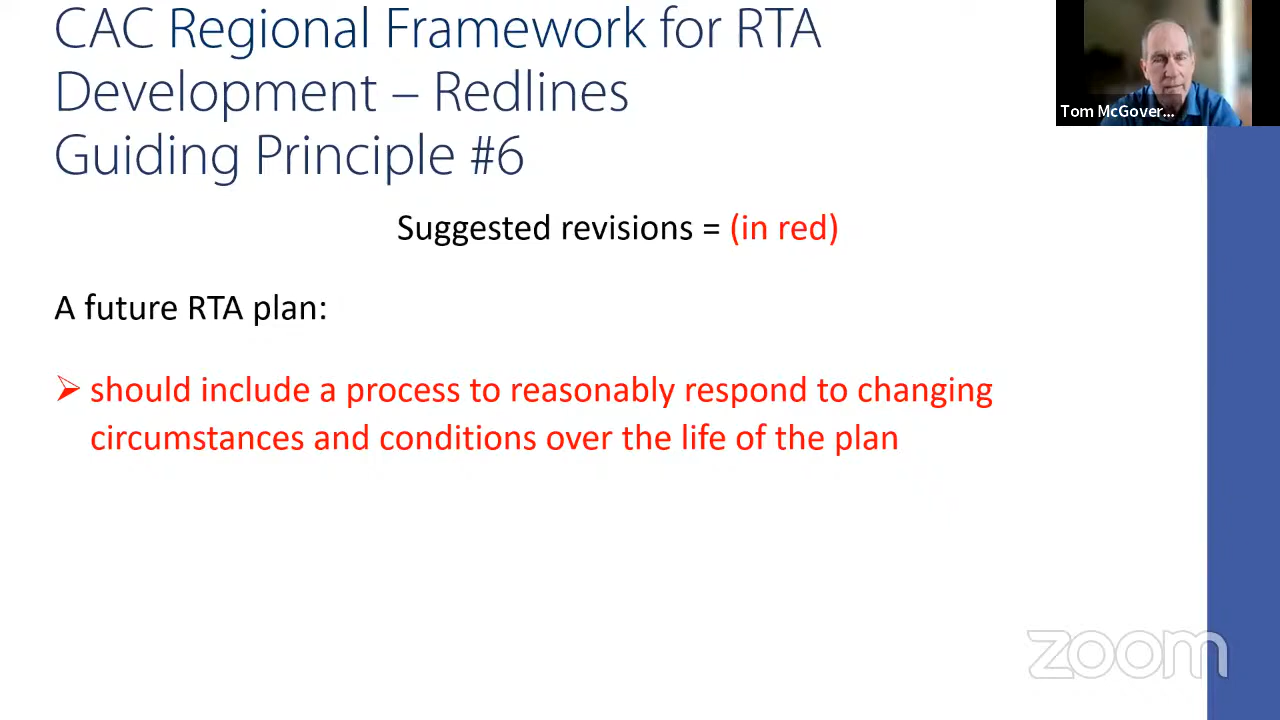 CAC Regional Framework for RTA
Development – Redlines
Guiding Principle #6
Tom McGover...
Suggested revisions = (in red)
A future RTA plan:
should include a process to reasonably respond to changing
circumstances and conditions over the life of the plan
zoom